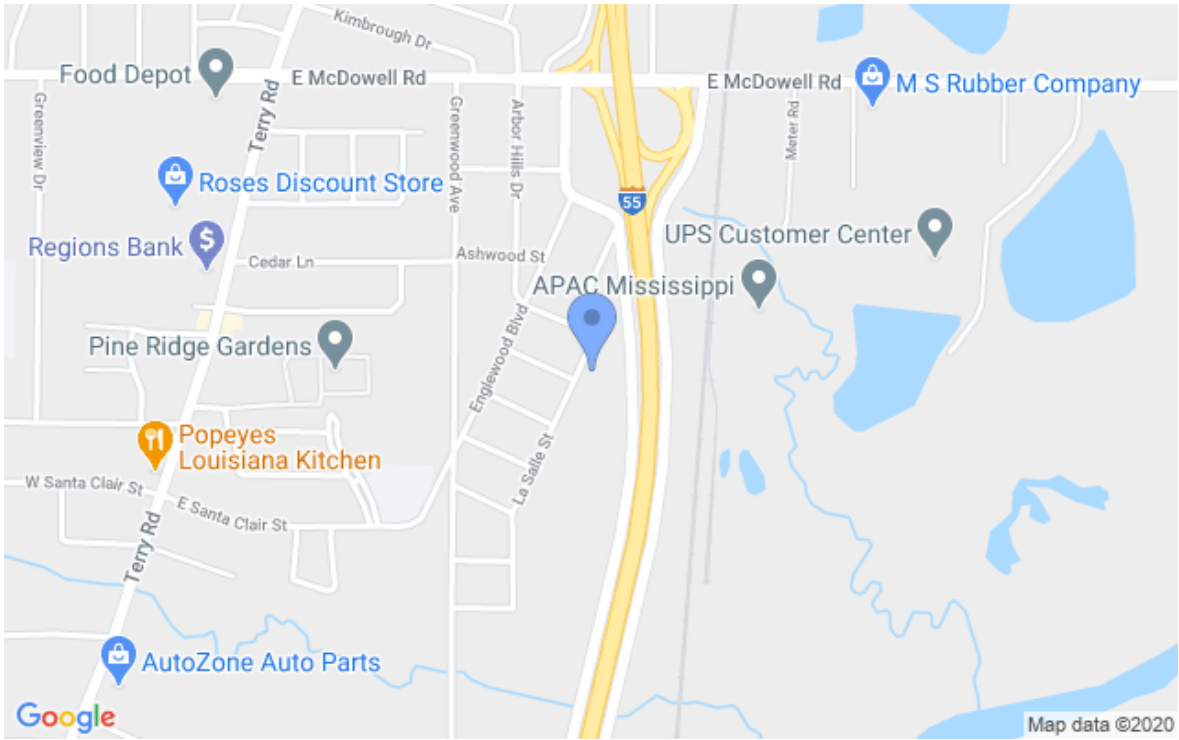 Kimbrough Dr
Food Depot
E McDowell Rd
E McDowell Rd
M S Rubber Company
Greenview Dr
Terry Rd
Greenwood Ave
Arbor Hills Dr
Meter Rd
Roses Discount Store
55
UPS Customer Center
Regions Bank
Cedar Ln
Ashwood St
APAC Mississippi
Pine Ridge Gardens
Englewood Blvd
Popeyes
Louisiana Kitchen
La Salle St
W Santa Clair St
E Santa Clair St
Terry Rd
AutoZone Auto Parts
Google
Map data ©2020